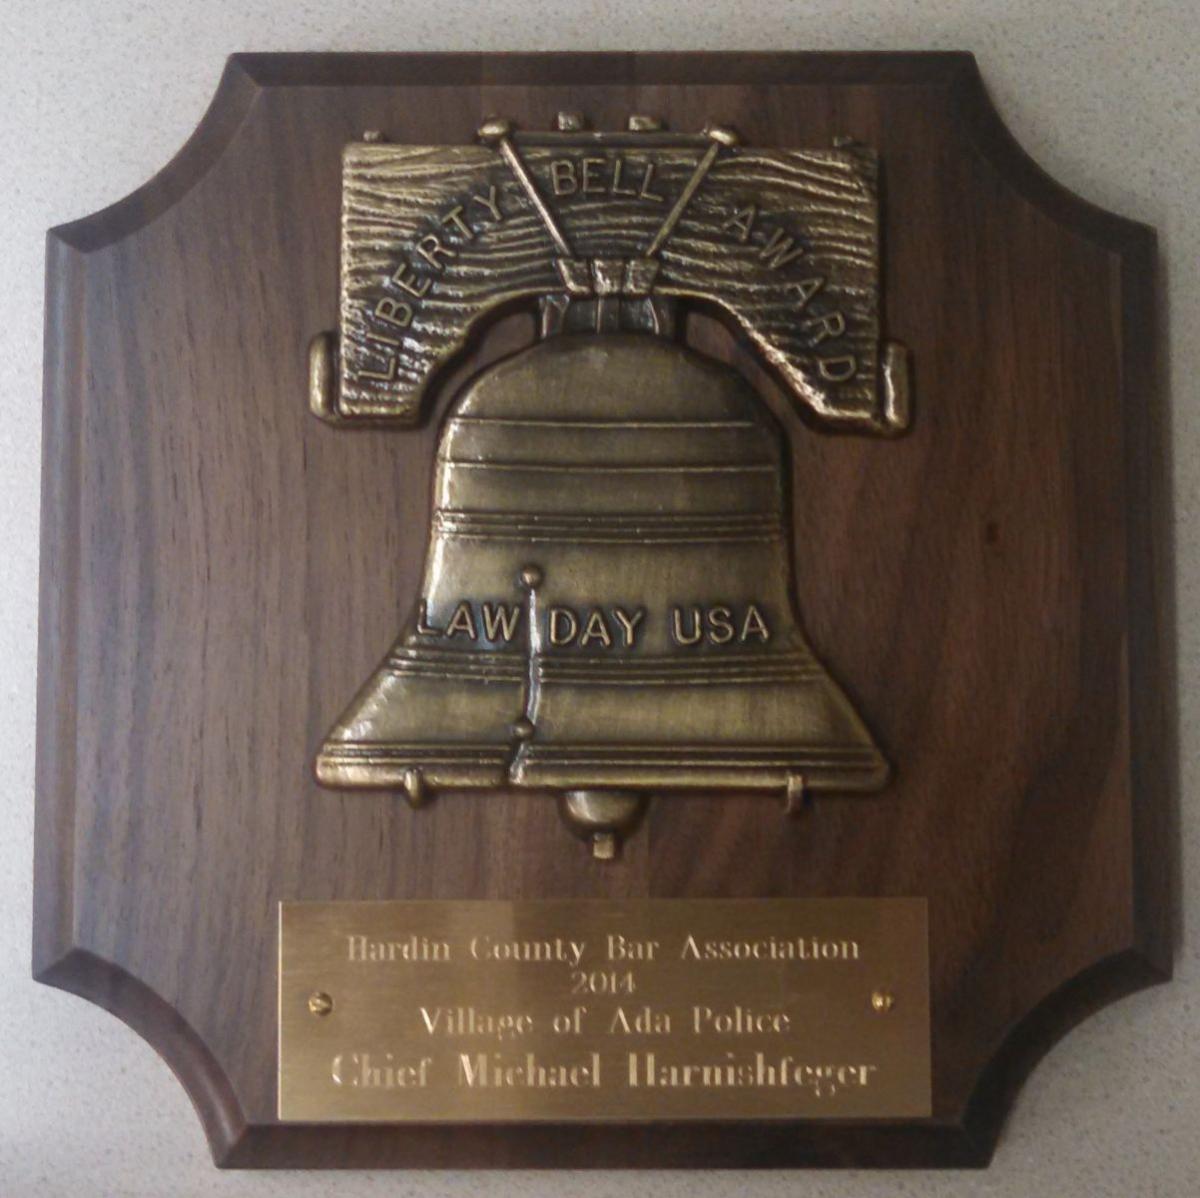 LIBERTY BELL AWARD
LAW DAY USA
Hardin County Bar Association
2014
Village of Ada Police
Chief Michael Harnishfeger